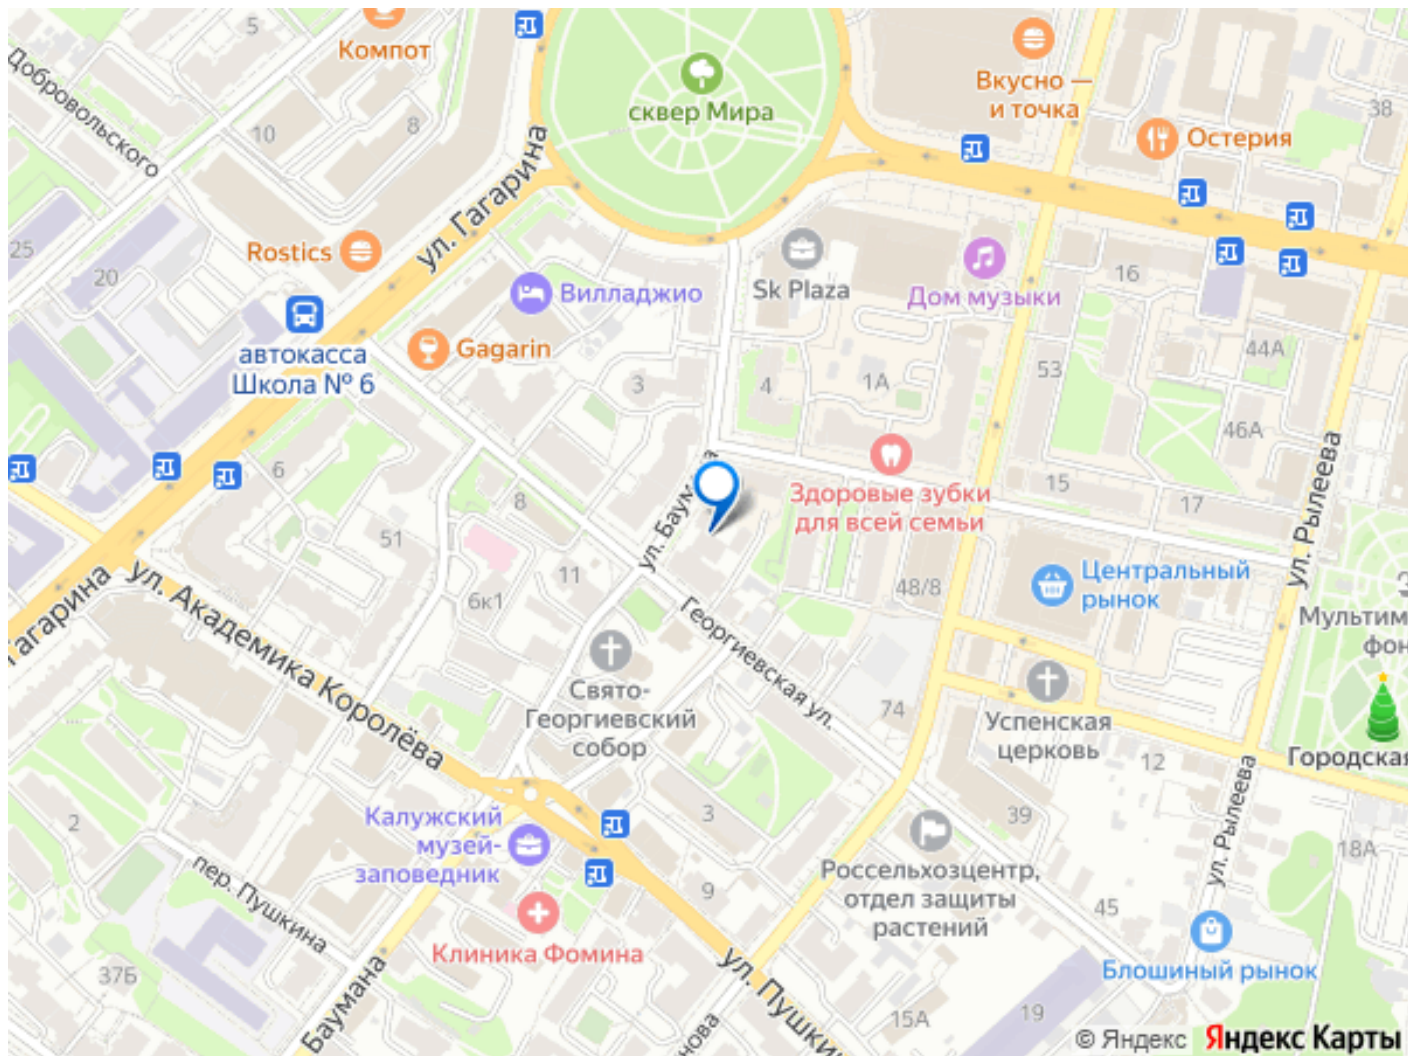 5
Компот
Добровольского
10
8
сквер Мира
Вкусно —
и точка
Остерия
38
ул. Гагарина
25
20
Rostics
Вилладжио
Sk Plaza
Дом музыки
16
автокасса
Школа № 6
Gagarin
3
4
1А
53
44А
46А
ул. Баумана
6
8
51
Здоровые зубки
для всей семьи
15
17
ул. Рылеева
11
6к1
48/8
Центральный
рынок
ул. Академика Королёва
Гагарина
Георгиевская ул.
Мультим
фон
Свято-
Георгиевский
собор
74
Успенская
церковь
12
Городская
2
Калужский
музей-
заповедник
3
39
ул. Рылеева
18А
пер. Пушкина
9
Россельхозцентр,
отдел защиты
растений
45
Клиника Фомина
Блошиный рынок
37Б
Баумана
ул. Пушки
нова
15А
19
© Яндекс Яндекс Карты